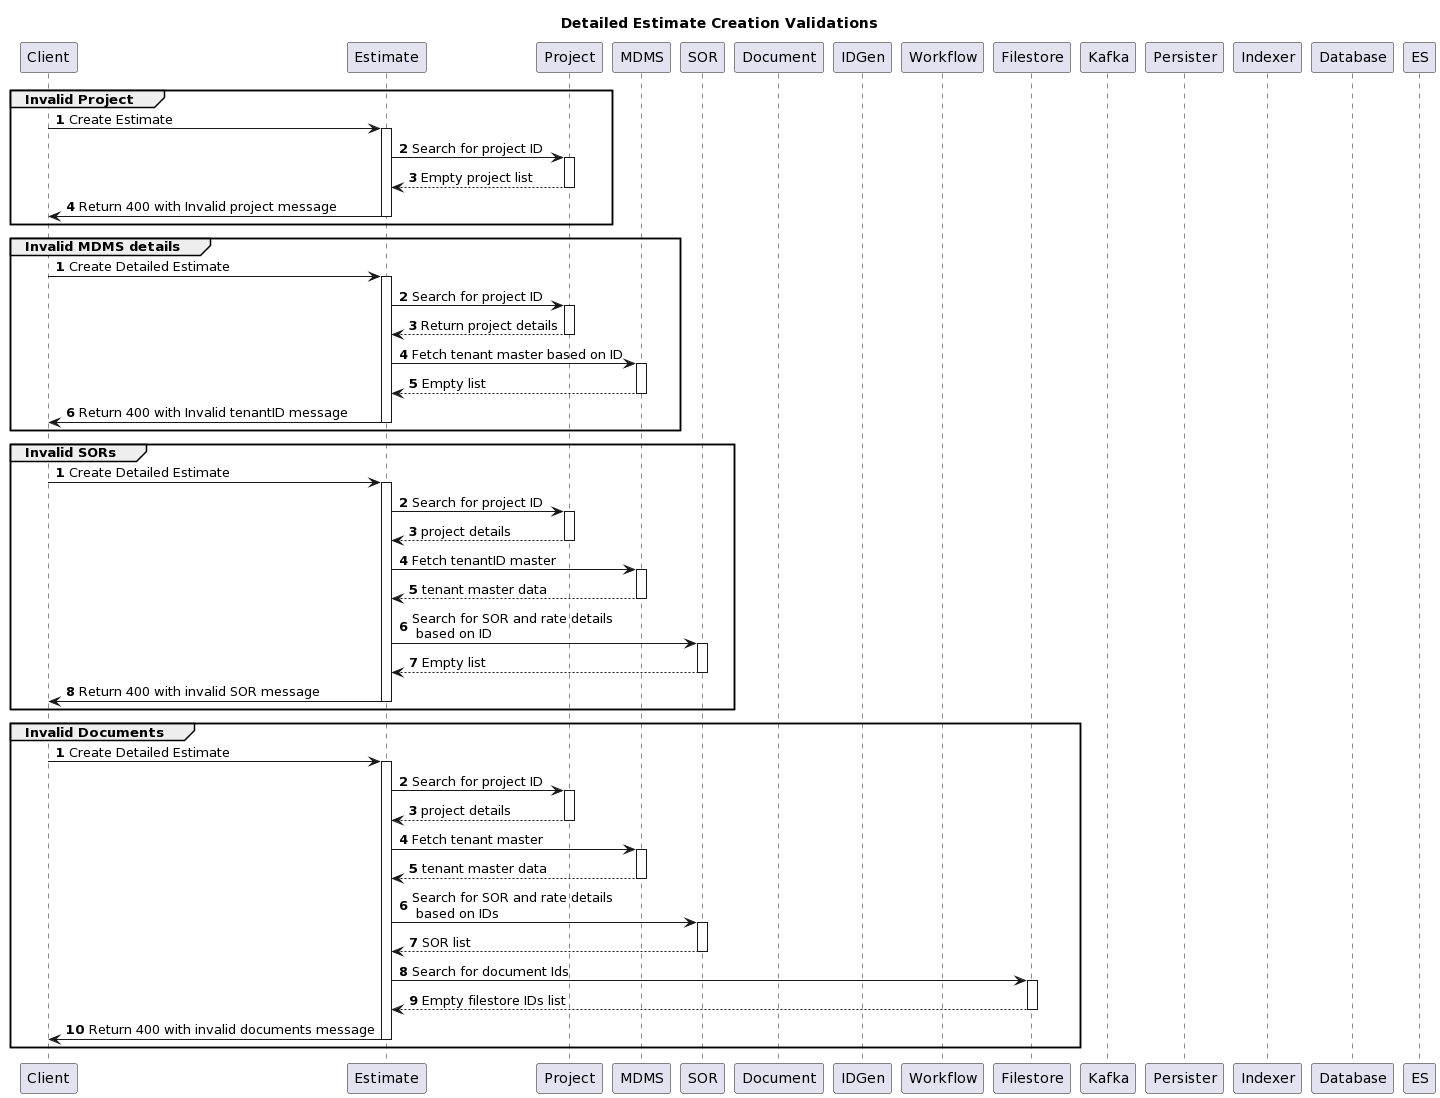 Detailed Estimate Creation Validations
Client Estimate Project MDMS SOR Document IDGen Workflow Filestore Kafka Persister Indexer Database ES
Invalid Project
1 Create Estimate
2 Search for project ID
3 Empty project list
4 Return 400 with Invalid project message
Invalid MDMS details
1 Create Detailed Estimate
2 Search for project ID
3 Return project details
4 Fetch tenant master based on ID
5 Empty list
6 Return 400 with Invalid tenantID message
Invalid SORs
1 Create Detailed Estimate
2 Search for project ID
3 project details
4 Fetch tenantID master
5 tenant master data
6 Search for SOR and rate details
based on ID
7 Empty list
8 Return 400 with invalid SOR message
Invalid Documents
1 Create Detailed Estimate
2 Search for project ID
3 project details
4 Fetch tenant master
5 tenant master data
6 Search for SOR and rate details
based on IDs
7 SOR list
8 Search for document Ids
9 Empty filestore IDs list
10 Return 400 with invalid documents message
Client Estimate Project MDMS SOR Document IDGen Workflow Filestore Kafka Persister Indexer Database ES